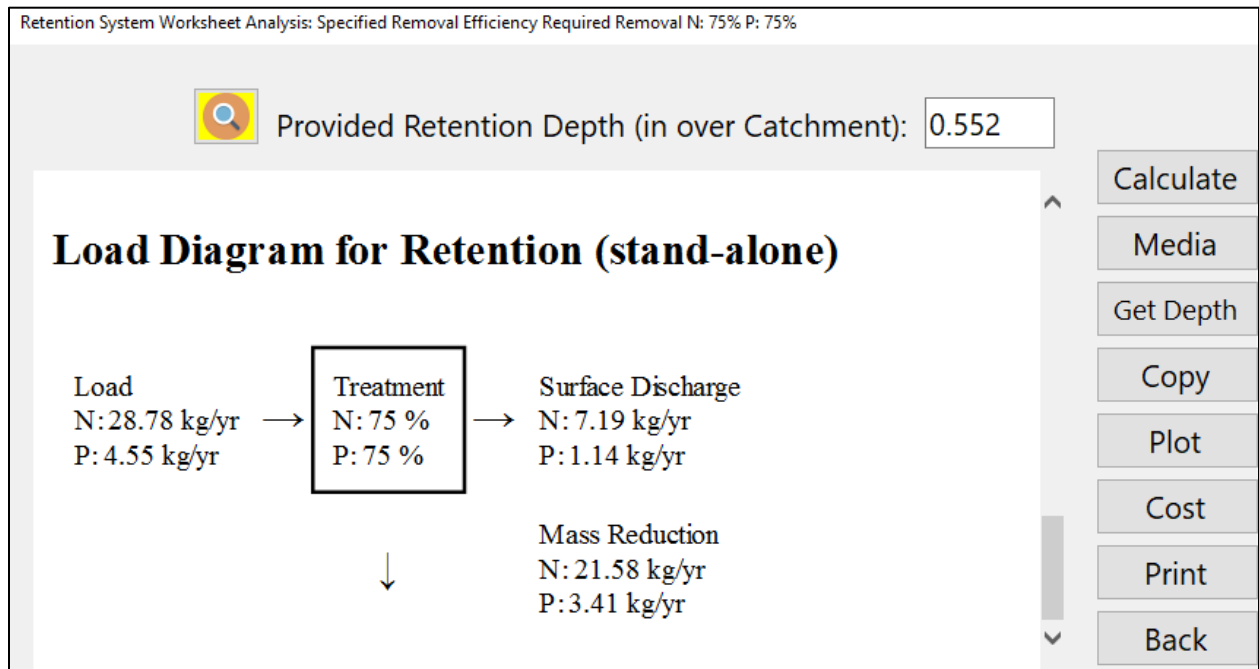 Retention System Worksheet Analysis: Specified Removal Efficiency Required Removal N: 75% P: 75%
Provided Retention Depth (in over Catchment): 0.552
Calculate
Media
Get Depth
Copy
Plot
Cost
Print
Back
Load Diagram for Retention (stand-alone)
Load
N: 28.78 kg/yr
P: 4.55 kg/yr
→
Treatment
N: 75 %
P: 75 %
→
Surface Discharge
N: 7.19 kg/yr
P: 1.14 kg/yr
↓
Mass Reduction
N: 21.58 kg/yr
P: 3.41 kg/yr